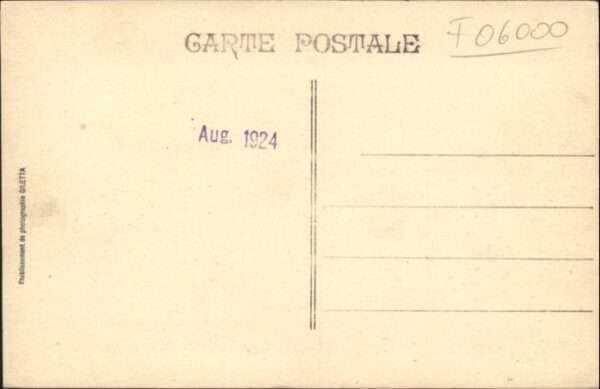 CARTE POSTALE
F06000
Aug. 1924
Etablissement de photographie GILETTA